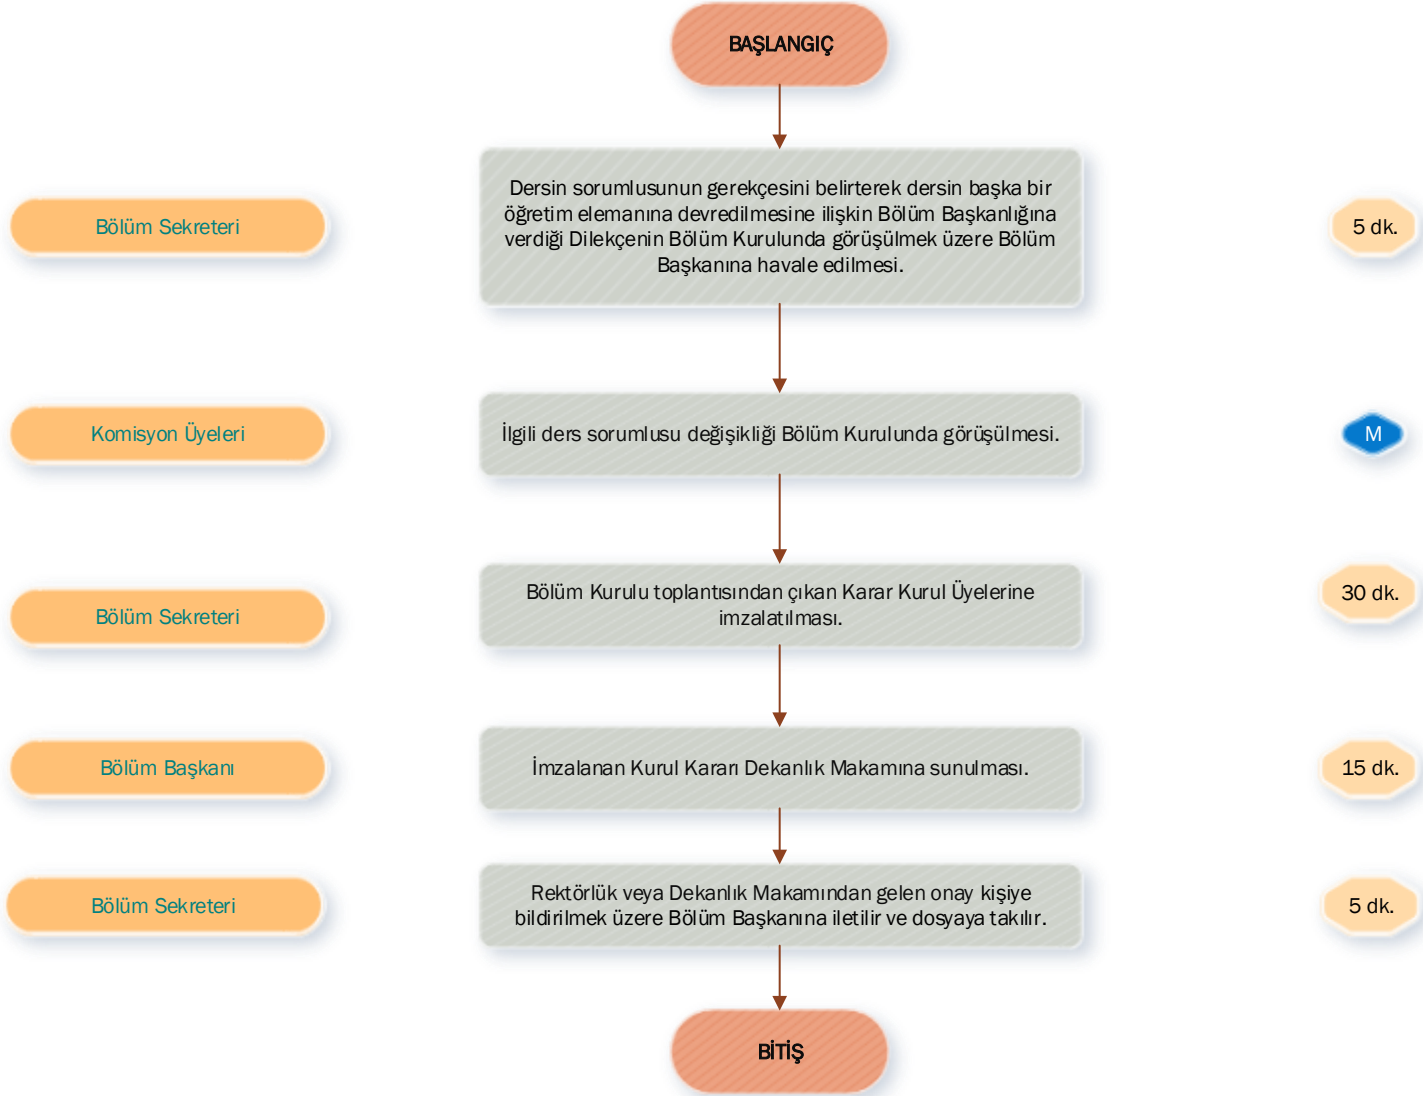 BAŞLANGIÇ
Bölüm Sekreteri
Dersin sorumlusunun gerekçesini belirterek dersin başka bir
öğretim elemanına devredilmesine ilişkin Bölüm Başkanlığına
verdiği Dilekçenin Bölüm Kurulunda görüşülmek üzere Bölüm
Başkanına havale edilmesi.
5 dk.
Komisyon Üyeleri
İlgili ders sorumlusu değişikliği Bölüm Kurulunda görüşülmesi.
M
Bölüm Sekreteri
Bölüm Kurulu toplantısından çıkan Karar Kurul Üyelerine
imzalatılması.
30 dk.
Bölüm Başkanı
İmzalanan Kurul Kararı Dekanlık Makamına sunulması.
15 dk.
Bölüm Sekreteri
Rektörlük veya Dekanlık Makamından gelen onay kişiye
bildirilmek üzere Bölüm Başkanına iletilir ve dosyaya takılır.
5 dk.
BİTİŞ